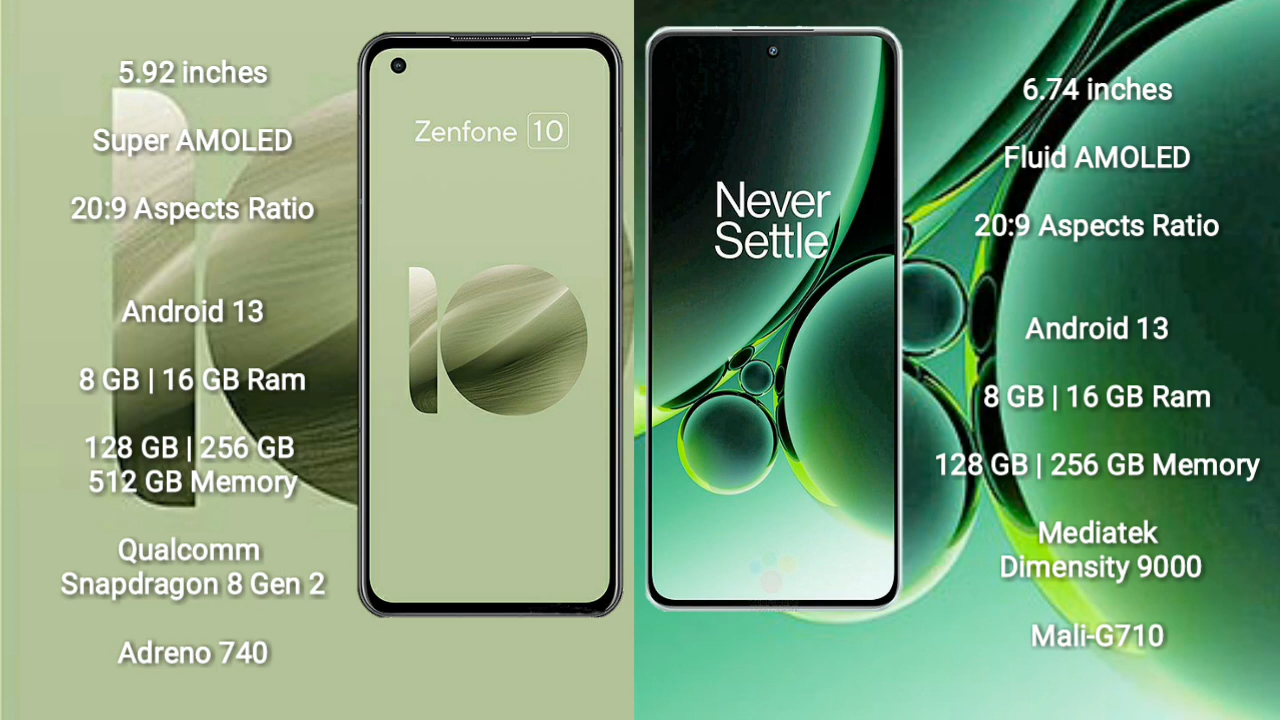 5.92 inches
Super AMOLED
20:9 Aspects Ratio
Android 13
8 GB | 16 GB Ram
128 GB | 256 GB
512 GB Memory
Qualcomm
Snapdragon 8 Gen 2
Adreno 740
Zenfone 10
10
Never
Settle
6.74 inches
Fluid AMOLED
20:9 Aspects Ratio
Android 13
8 GB | 16 GB Ram
128 GB | 256 GB Memory
Mediatek
Dimensity 9000
Mali-G710